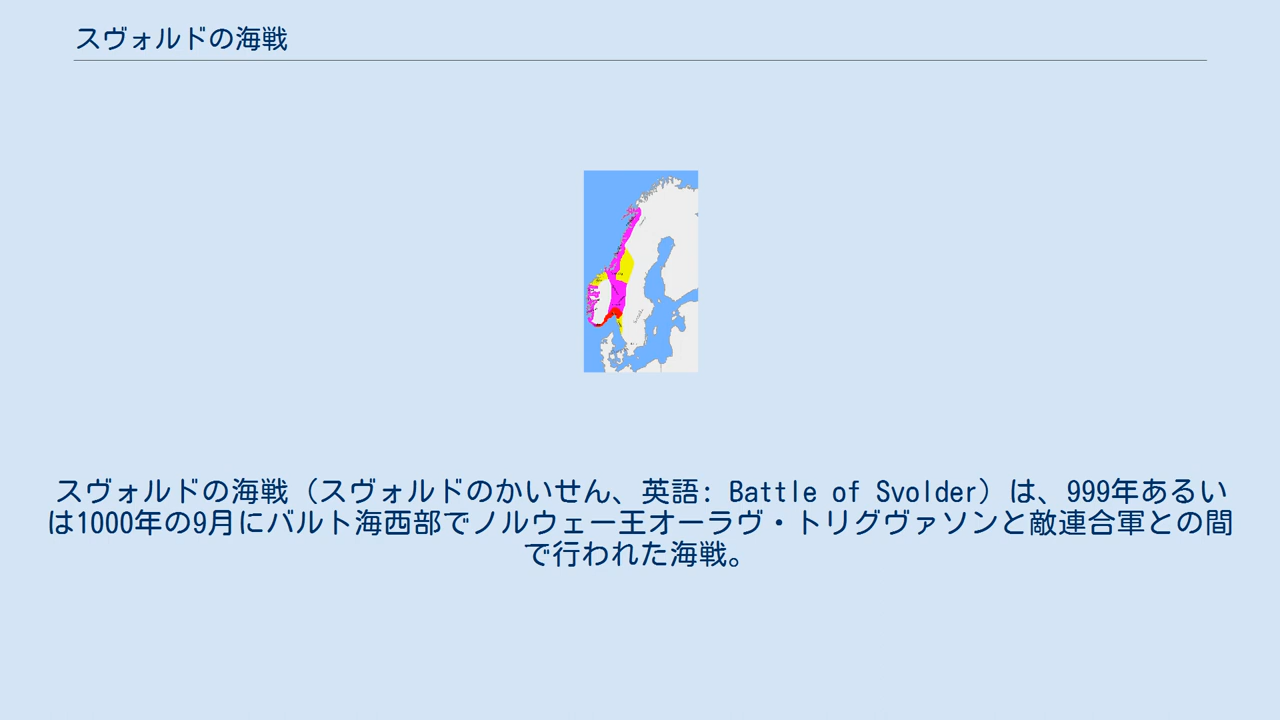 スヴォルドの海戦
スヴォルドの海戦（スヴォルドのかいせん、英語: Battle of Svolder）は、999年あるい
は1000年の9月にバルト海西部でノルウェー王オーラヴ・トリグヴァソンと敵連合軍との間
で行われた海戦。